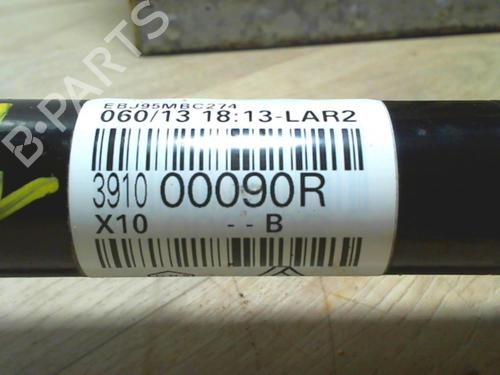 B-PARTS
EBJ95MBC274
060/13 18:13-LAR2
3910 00090R
X10 --B